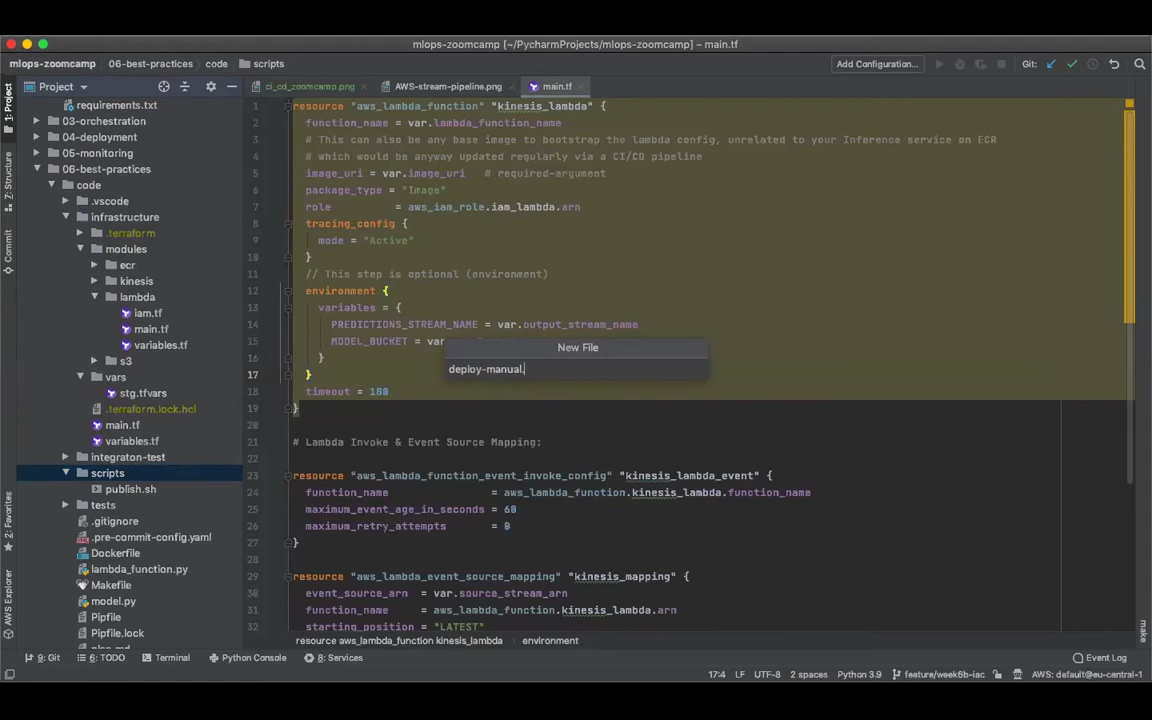 mlops-zoomcamp [~/PycharmProjects/mlops-zoomcamp] – main.tf
mlops-zoomcamp 06-best-practices code scripts
Add Configuration... Git:
1: Project
Z: Structure
Commit
2: Favorites
AWS Explorer
Project
requirements.txt
03-orchestration
04-deployment
05-monitoring
06-best-practices
code
.vscode
infrastructure
.terraform
modules
ecr
kinesis
lambda
iam.tf
main.tf
variables.tf
s3
vars
stg.tfvars
.terraform.lock.hcl
main.tf
variables.tf
integraton-test
scripts
publish.sh
tests
.gitignore
.pre-commit-config.yaml
Dockerfile
lambda_function.py
Makefile
model.py
Pipfile
Pipfile.lock
plan.md
ci_cd_zoomcamp.png AWS-stream-pipeline.png main.tf
1 resource "aws_lambda_function" "kinesis_lambda" {
2 function_name = var.lambda_function_name
3 # This can also be any base image to bootstrap the lambda config, unrelated to your Inference service on ECR
4 # which would be anyway updated regularly via a CI/CD pipeline
5 image_uri = var.image_uri # required-argument
6 package_type = "Image"
7 role = aws_iam_role.iam_lambda.arn
8 tracing_config {
9 mode = "Active"
10 }
11 // This step is optional (environment)
12 environment {
13 variables = {
14 PREDICTIONS_STREAM_NAME = var.output_stream_name
15 MODEL_BUCKET = var
16 }
17 }
18 timeout = 180
19 }
20
21 # Lambda Invoke & Event Source Mapping:
22
23 resource "aws_lambda_function_event_invoke_config" "kinesis_lambda_event" {
24 function_name = aws_lambda_function.kinesis_lambda.function_name
25 maximum_event_age_in_seconds = 60
26 maximum_retry_attempts = 0
27 }
28
29 resource "aws_lambda_event_source_mapping" "kinesis_mapping" {
30 event_source_arn = var.source_stream_arn
31 function_name = aws_lambda_function.kinesis_lambda.arn
32 starting_position = "LATEST"
New File
deploy-manual.
make
resource aws_lambda_function kinesis_lambda environment
9: Git 6: TODO Terminal Python Console 8: Services Event Log
17:4 LF UTF-8 2 spaces Python 3.9 feature/week6b-iac AWS: default@eu-central-1